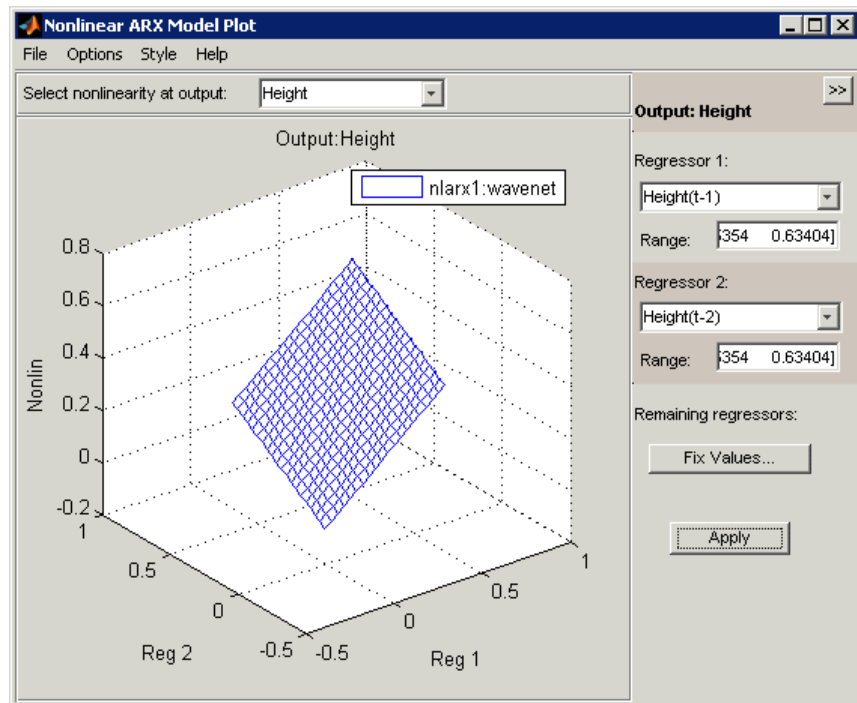 Nonlinear ARX Model Plot
File Options Style Help
Select nonlinearity at output: Height
>>
Output: Height
Output:Height
nlarx1:wavenet
Nonlin
0.8
0.6
0.4
0.2
0
-0.2
1
0.5
0
-0.5
Reg 2
-0.5
0
0.5
1
Reg 1
Regressor 1:
Height(t-1)
Range: 354 0.63404]
Regressor 2:
Height(t-2)
Range: 354 0.63404]
Remaining regressors:
Fix Values...
Apply